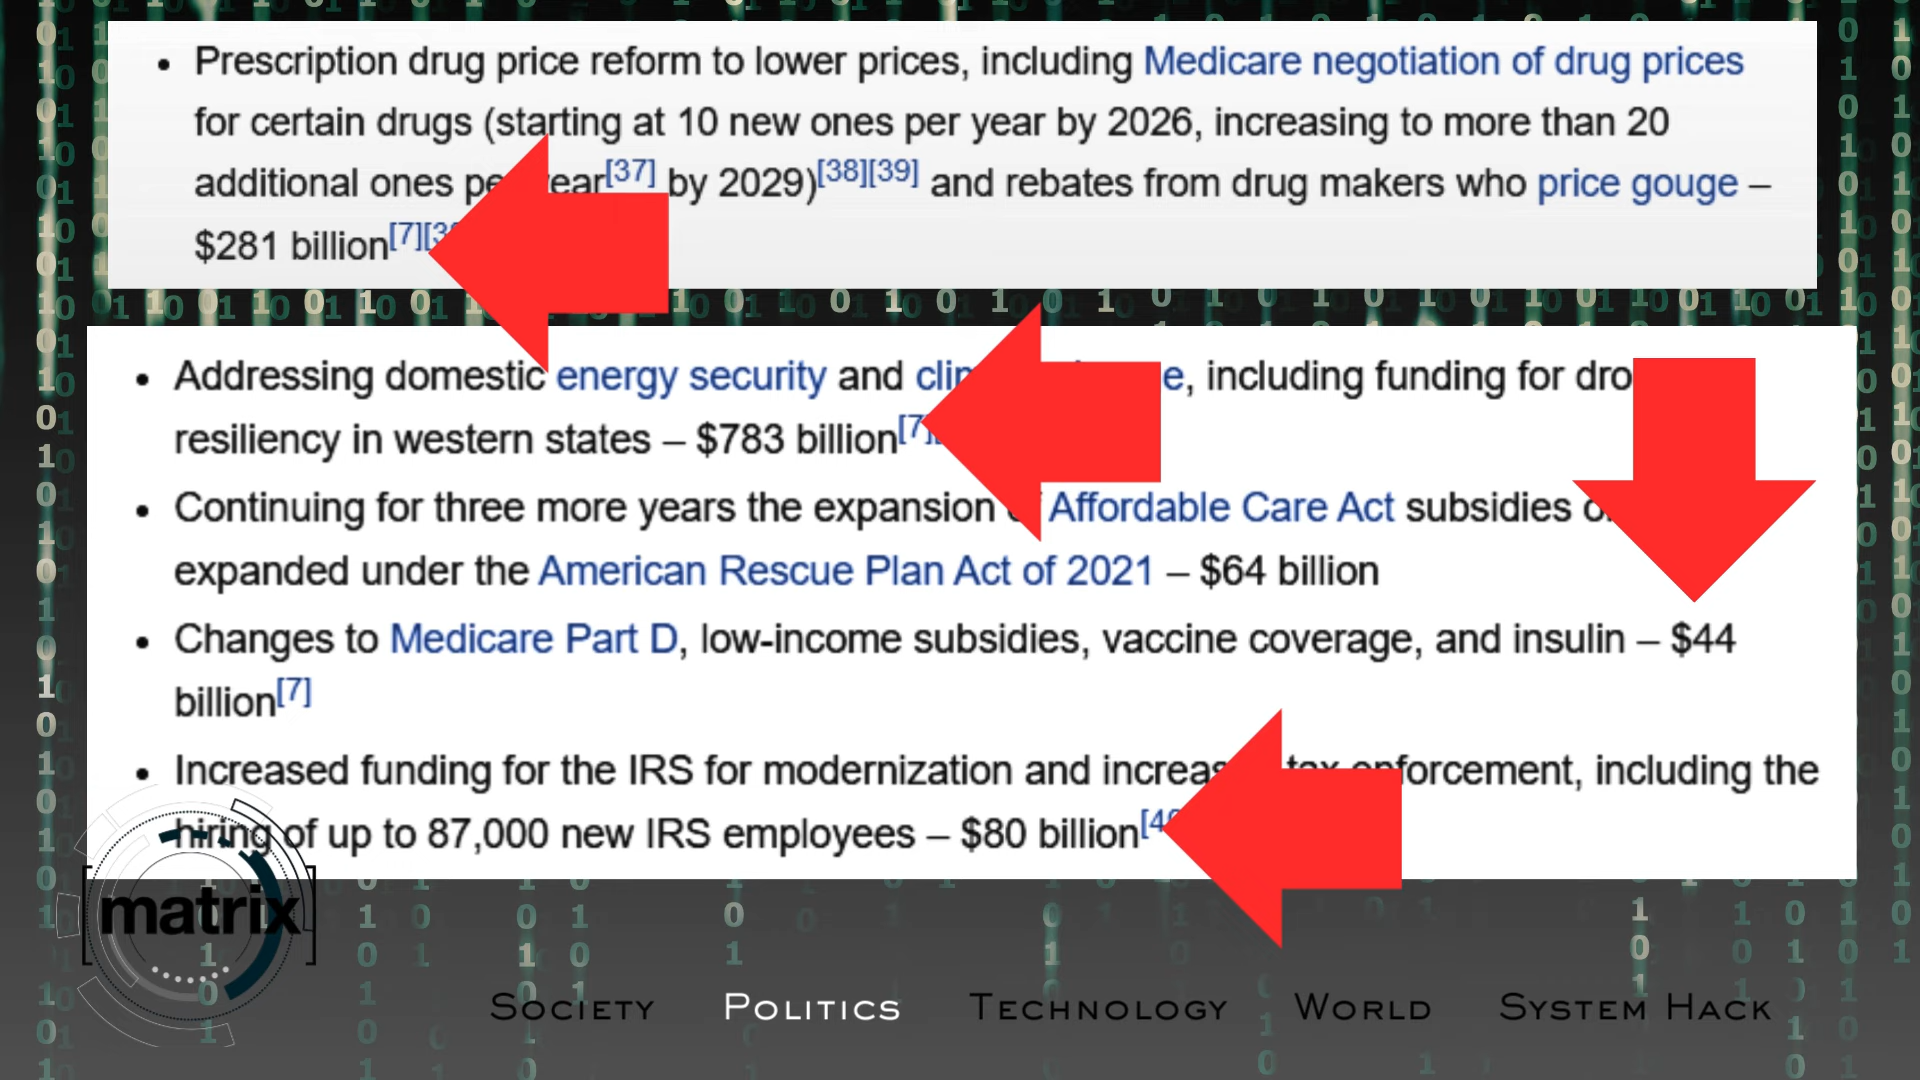 • Prescription drug price reform to lower prices, including Medicare negotiation of drug prices
for certain drugs (starting at 10 new ones per year by 2026, increasing to more than 20
additional ones year[37] by 2029)[38][39] and rebates from drug makers who price gouge –
$281 billion[7]
• Addressing domestic energy security and , including funding for
resiliency in western states – $783 billion[7]
• Continuing for three more years the expansion Affordable Care Act subsidies
expanded under the American Rescue Plan Act of 2021 – $64 billion
• Changes to Medicare Part D, low-income subsidies, vaccine coverage, and insulin – $44
billion[7]
• Increased funding for the IRS for modernization and tax enforcement, including the
hiring of up to 87,000 new IRS employees – $80 billion
[matrix]
SOCIETY POLITICS TECHNOLOGY WORLD SYSTEM HACK